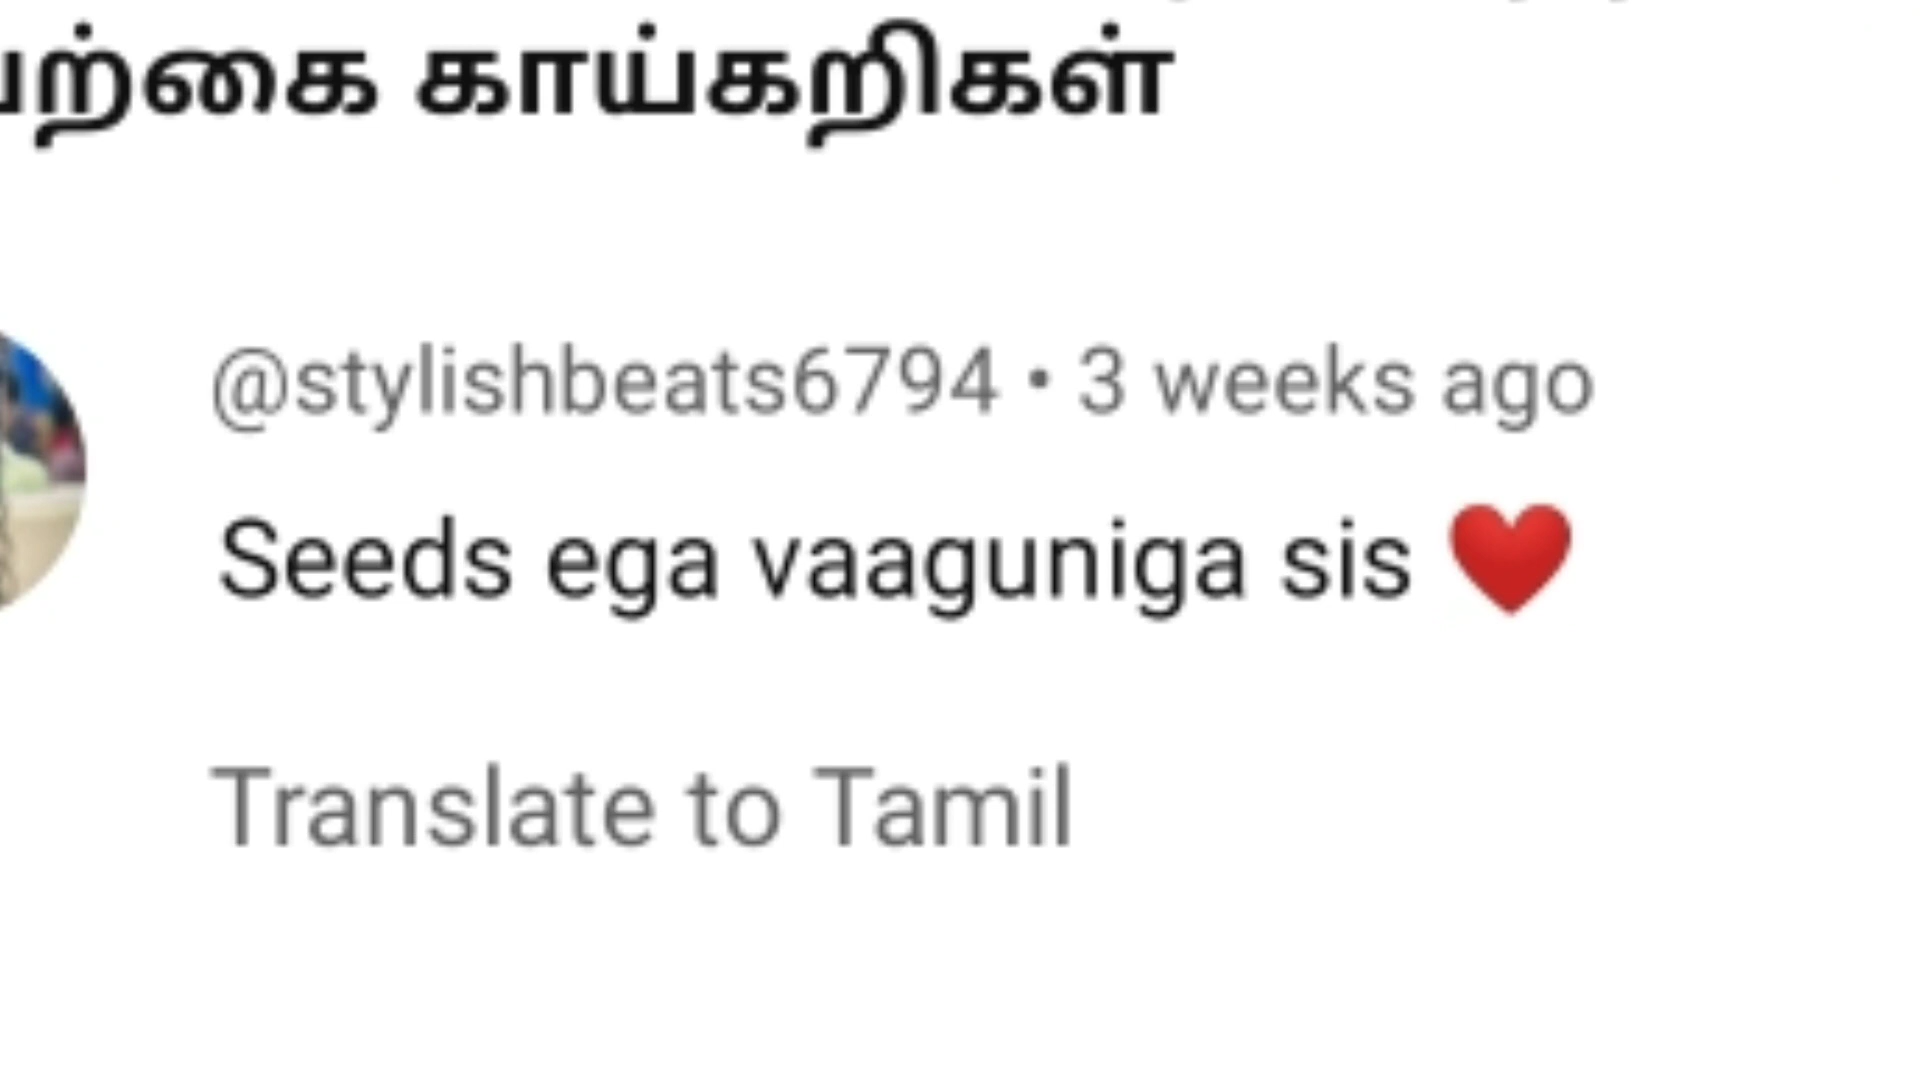 காய்கறிகள்
@stylishbeats6794 • 3 weeks ago
Seeds ega vaaguniga sis ❤️
Translate to Tamil